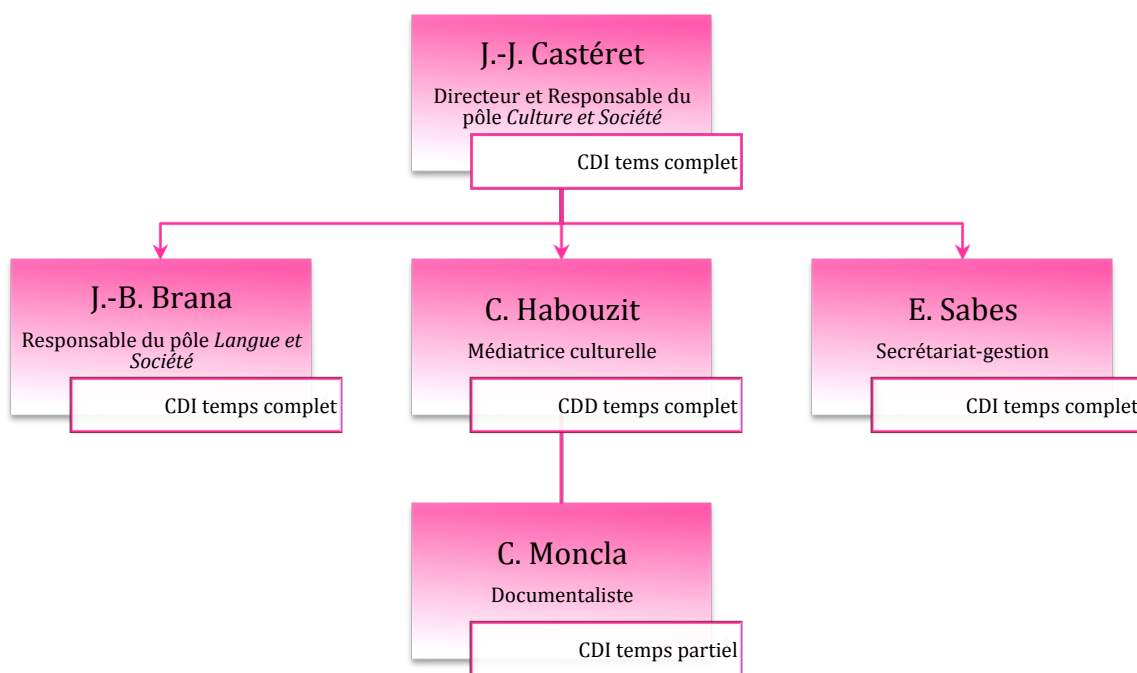 J.-J. Castéret
Directeur et Responsable du
pôle Culture et Société
CDI tems complet
J.-B. Brana
Responsable du pôle Langue et
Société
CDI temps complet
C. Habouzit
Médiatrice culturelle
CDD temps complet
E. Sabes
Secrétariat-gestion
CDI temps complet
C. Moncla
Documentaliste
CDI temps partiel